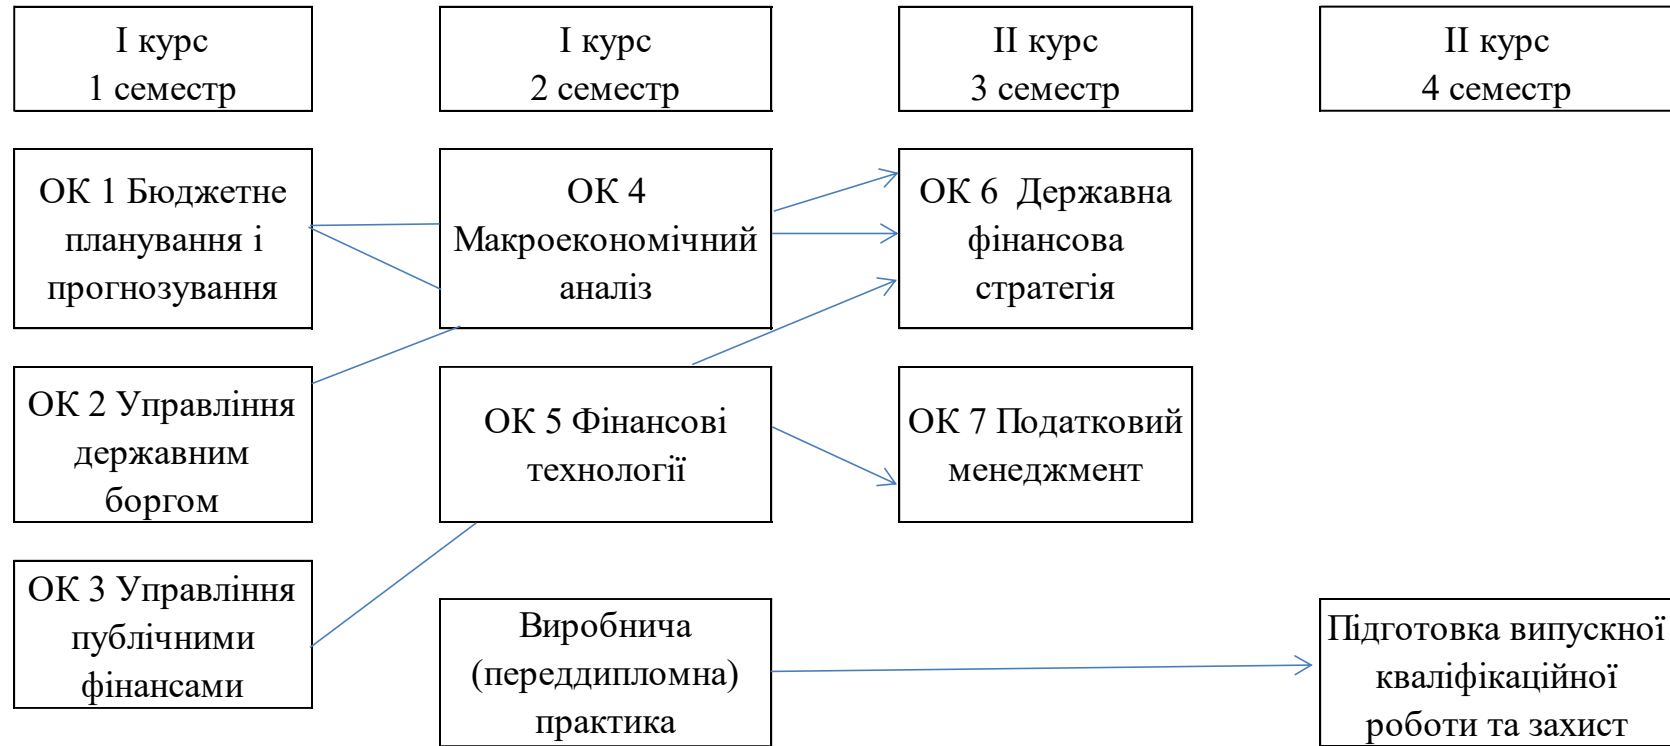 І курс
1 семестр
І курс
2 семестр
ІІ курс
3 семестр
ІІ курс
4 семестр
ОК 1 Бюджетне
планування і
прогнозування
ОК 4
Макроекономічний
аналіз
ОК 6 Державна
фінансова
стратегія
ОК 2 Управління
державним
боргом
ОК 5 Фінансові
технології
ОК 7 Податковий
менеджмент
ОК 3 Управління
публічними
фінансами
Виробнича
(переддипломна)
практика
Підготовка випускної
кваліфікаційної
роботи та захист